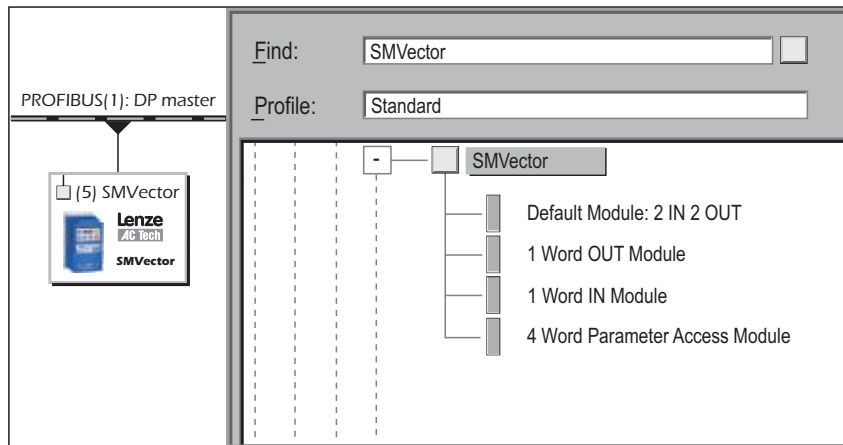 PROFIBUS(1): DP master
(5) SMVector
Lenze
AC Tech
SMVector
Find:
SMVector
Profile:
Standard
-
SMVector
Default Module: 2 IN 2 OUT
1 Word OUT Module
1 Word IN Module
4 Word Parameter Access Module